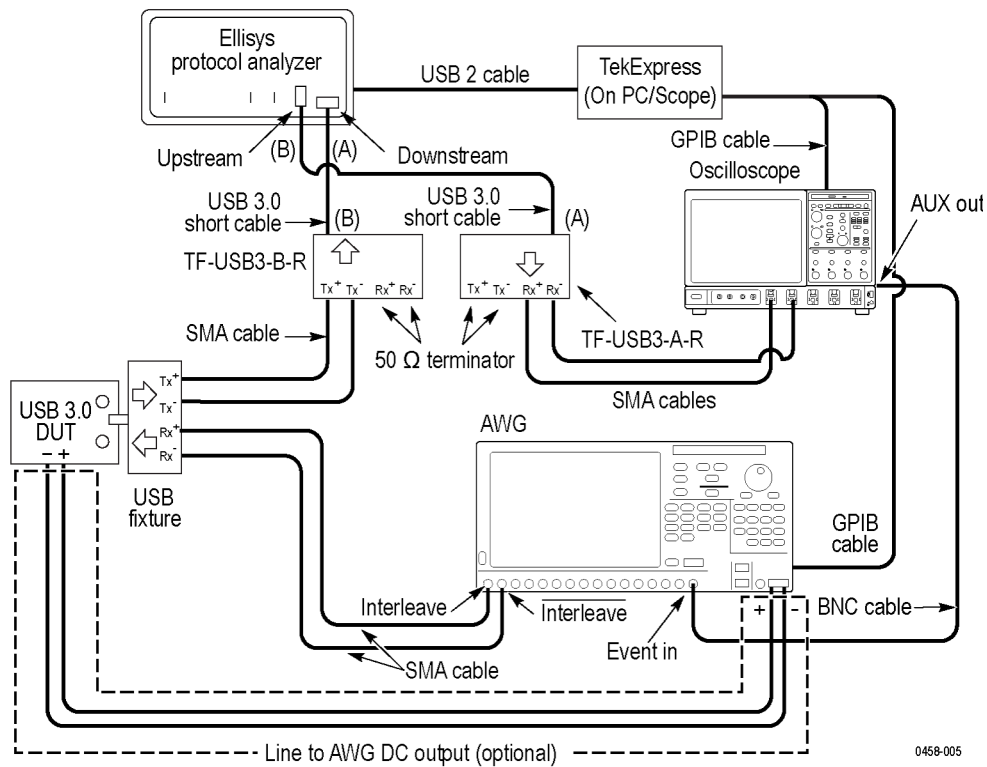 Ellisys
protocol analyzer
USB 2 cable
TekExpress
(On PC/Scope)
GPIB cable
Oscilloscope
Upstream
(B)
(A)
Downstream
USB 3.0
short cable
(B)
USB 3.0
short cable
(A)
AUX out
TF-USB3-B-R
Tx+ Tx- Rx+ Rx-
Tx+ Tx- Rx+ Rx-
SMA cable
50 Ω terminator
TF-USB3-A-R
SMA cables
USB 3.0
DUT
− +
Tx+
Tx-
Rx+
Rx-
USB
fixture
AWG
GPIB
cable
Interleave
Interleave
+ −
BNC cable
Event in
SMA cable
Line to AWG DC output (optional)
0458-005